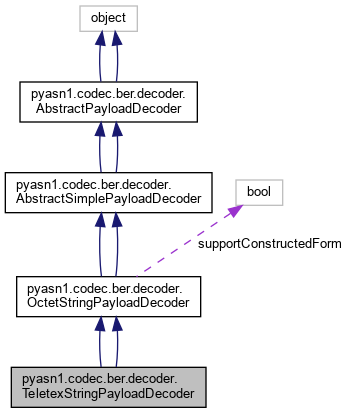 object
pyasn1.codec.ber.decoder.
AbstractPayloadDecoder
pyasn1.codec.ber.decoder.
AbstractSimplePayloadDecoder
bool
supportConstructedForm
pyasn1.codec.ber.decoder.
OctetStringPayloadDecoder
pyasn1.codec.ber.decoder.
TeletexStringPayloadDecoder